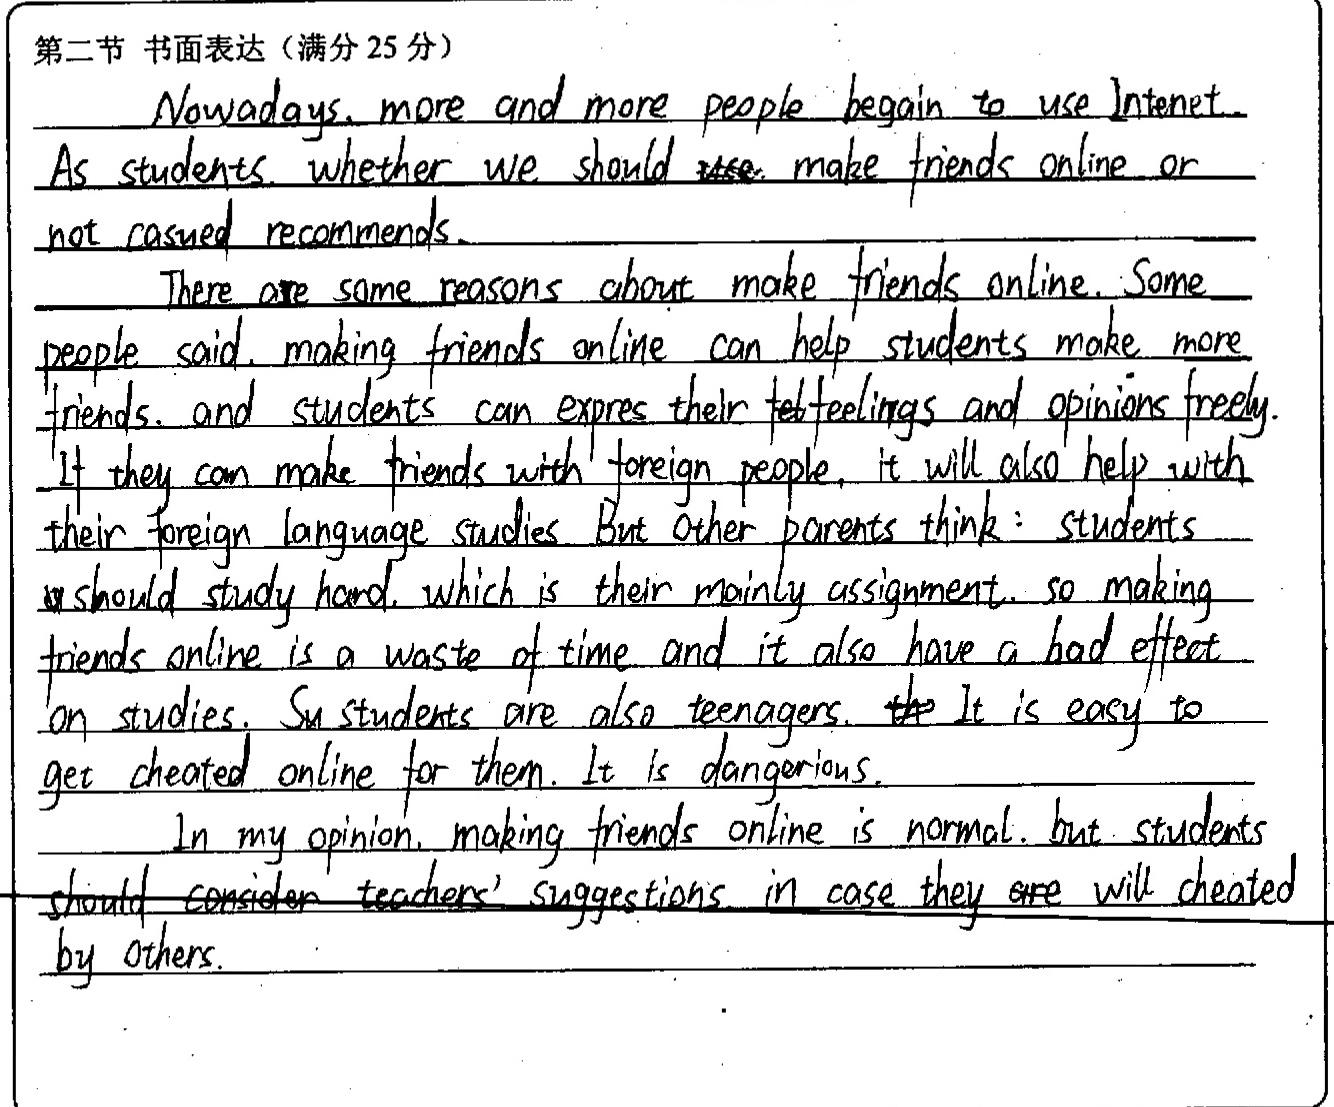 第二节 书面表达（满分 25 分）
Nowadays, more and more people begain to use Intenet.
As students, whether we should make friends online or
not casued recommends.
There are some reasons about make friends online. Some
people said, making friends online can help students make more
friends, and students can expres their feelings and opinions freely.
If they can make friends with foreign people, it will also help with
their foreign language studies But other parents think: students
should study hard, which is their mainly assignment. so making
friends online is a waste of time and it also have a bad effect
on studies. Students are also teenagers. It is easy to
get cheated online for them. It is dangerious.
In my opinion, making friends online is normal. but students
should consider teachers' suggestions in case they will cheated
by others.